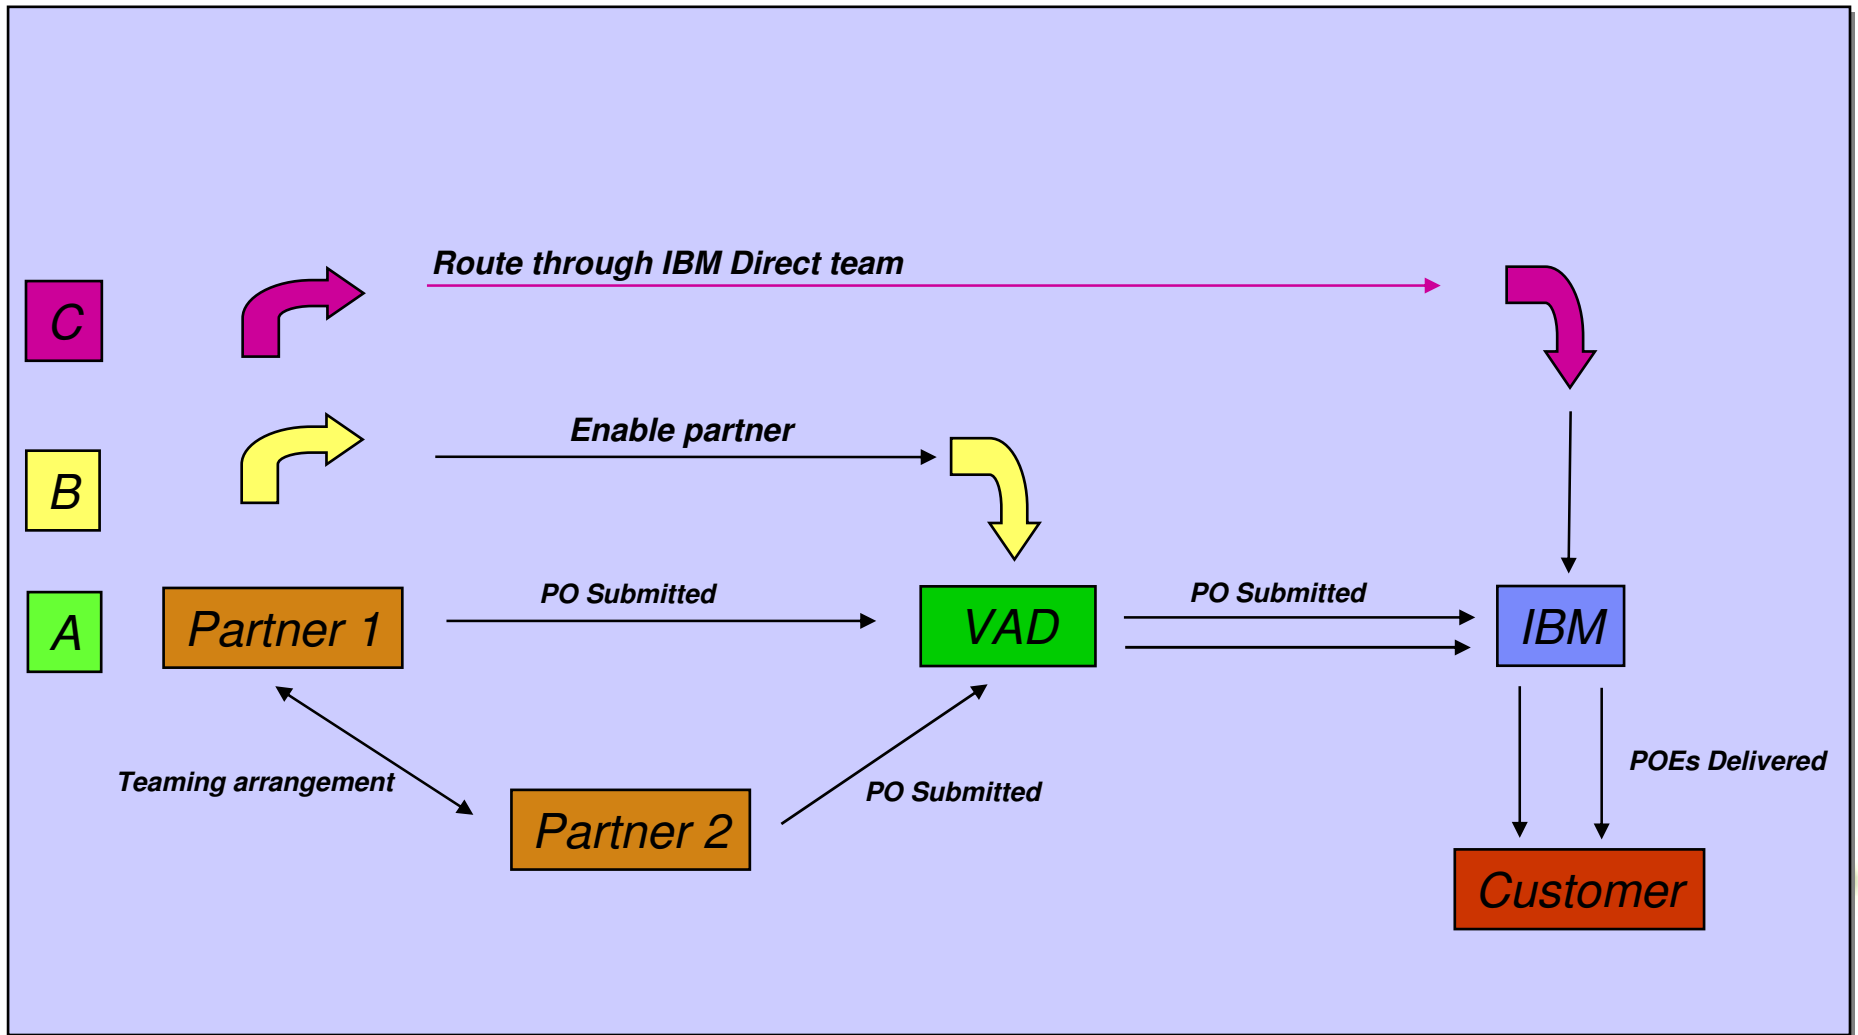 Route through IBM Direct team
C
Enable partner
B
PO Submitted
PO Submitted
A
Partner 1
VAD
IBM
Teaming arrangement
PO Submitted
POEs Delivered
Partner 2
Customer